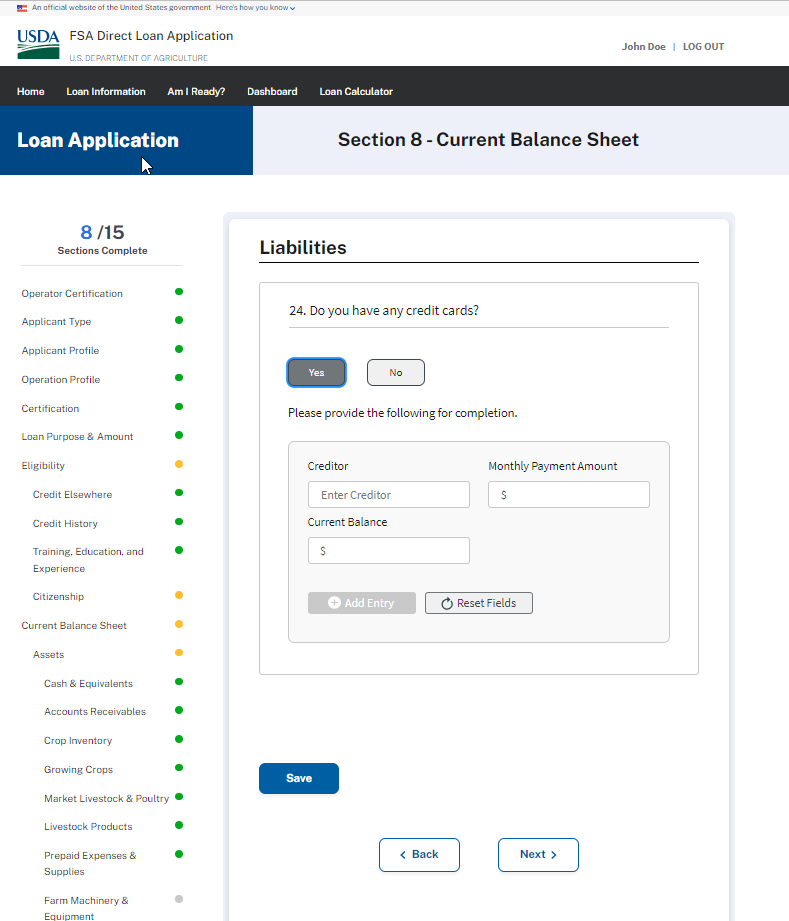 An official website of the United States government Here's how you know
USDA
FSA Direct Loan Application
U.S. DEPARTMENT OF AGRICULTURE
John Doe | LOG OUT
Home Loan Information Am I Ready? Dashboard Loan Calculator
Loan Application
Section 8 - Current Balance Sheet
8 /15
Sections Complete
Operator Certification
Applicant Type
Applicant Profile
Operation Profile
Certification
Loan Purpose & Amount
Eligibility
Credit Elsewhere
Credit History
Training, Education, and
Experience
Citizenship
Current Balance Sheet
Assets
Cash & Equivalents
Accounts Receivables
Crop Inventory
Growing Crops
Market Livestock & Poultry
Livestock Products
Prepaid Expenses &
Supplies
Farm Machinery &
Equipment
Liabilities
24. Do you have any credit cards?
Yes No
Please provide the following for completion.
Creditor Monthly Payment Amount
Enter Creditor $
Current Balance
$
Add Entry Reset Fields
Save
Back Next